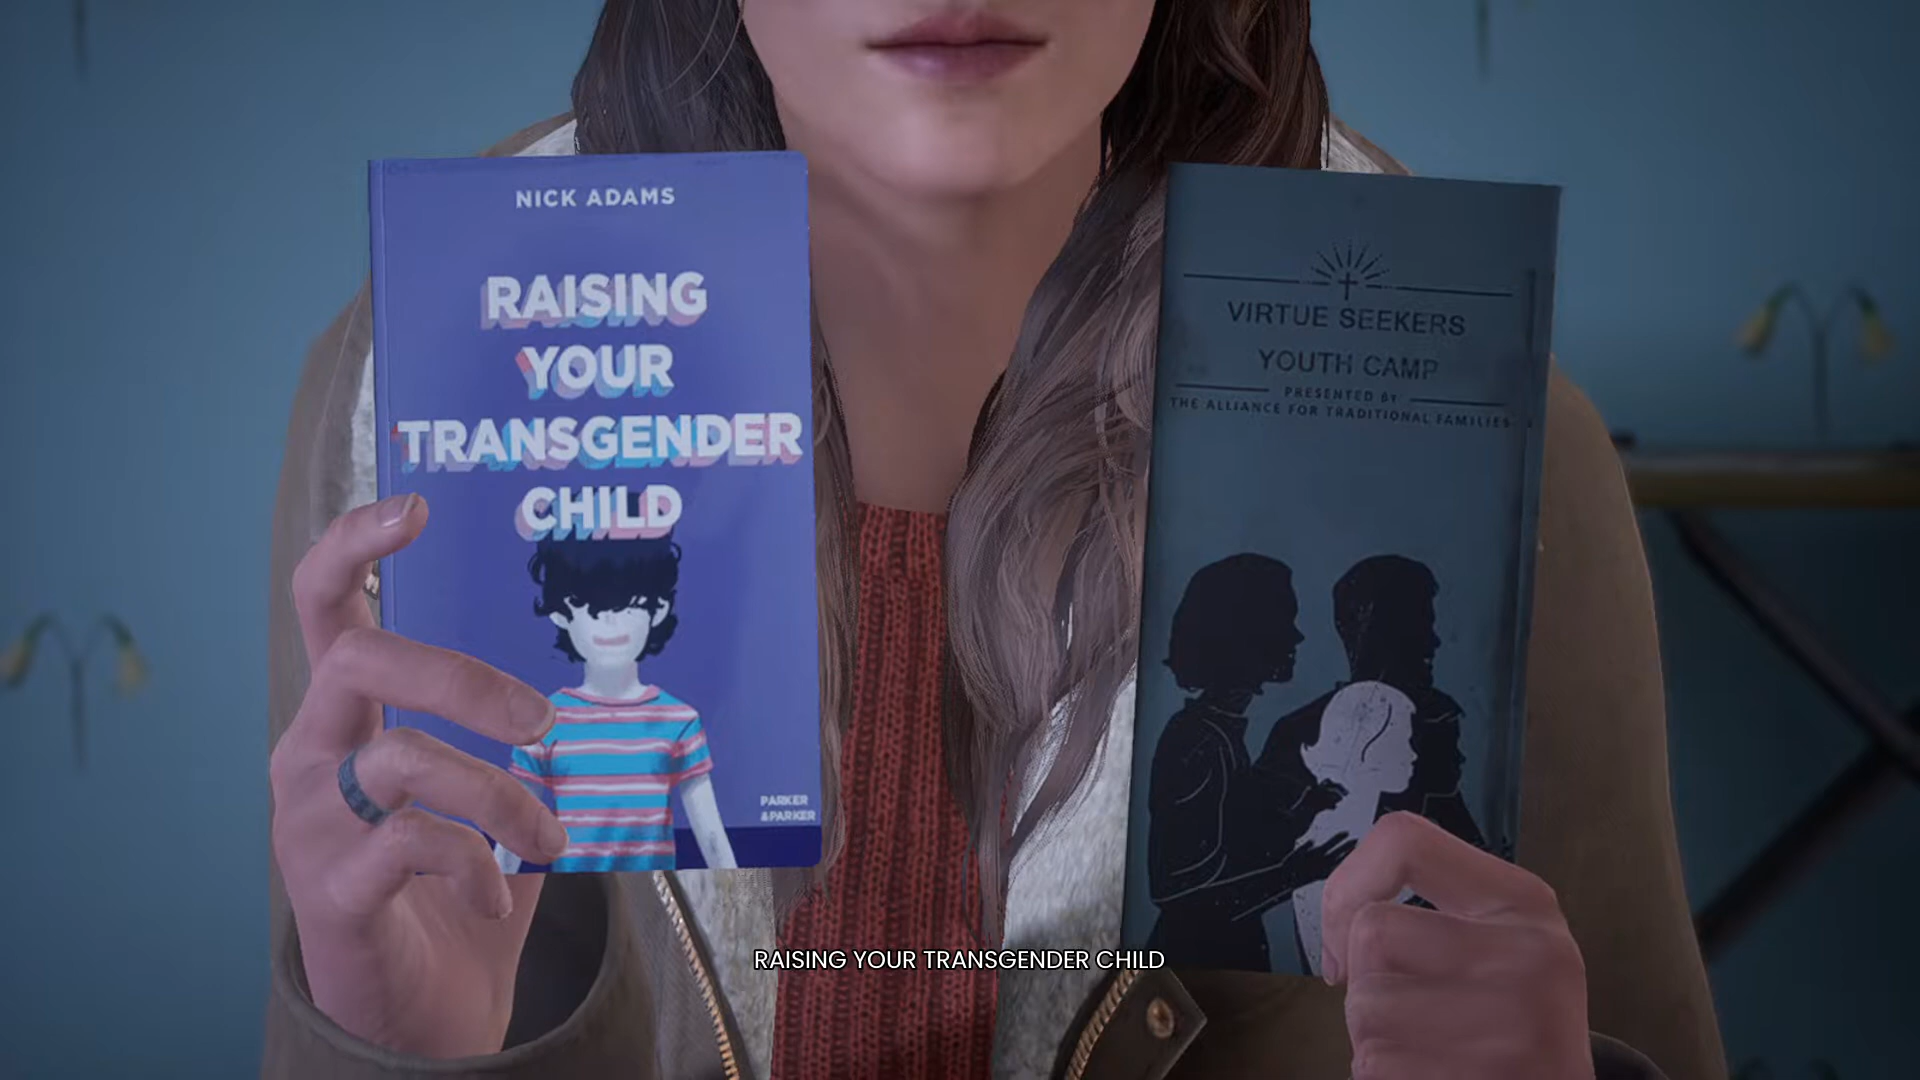 NICK ADAMS
RAISING
YOUR
TRANSGENDER
CHILD
PARKER
&PARKER
VIRTUE SEEKERS
YOUTH CAMP
PRESENTED BY
THE ALLIANCE FOR TRADITIONAL FAMILIES
RAISING YOUR TRANSGENDER CHILD